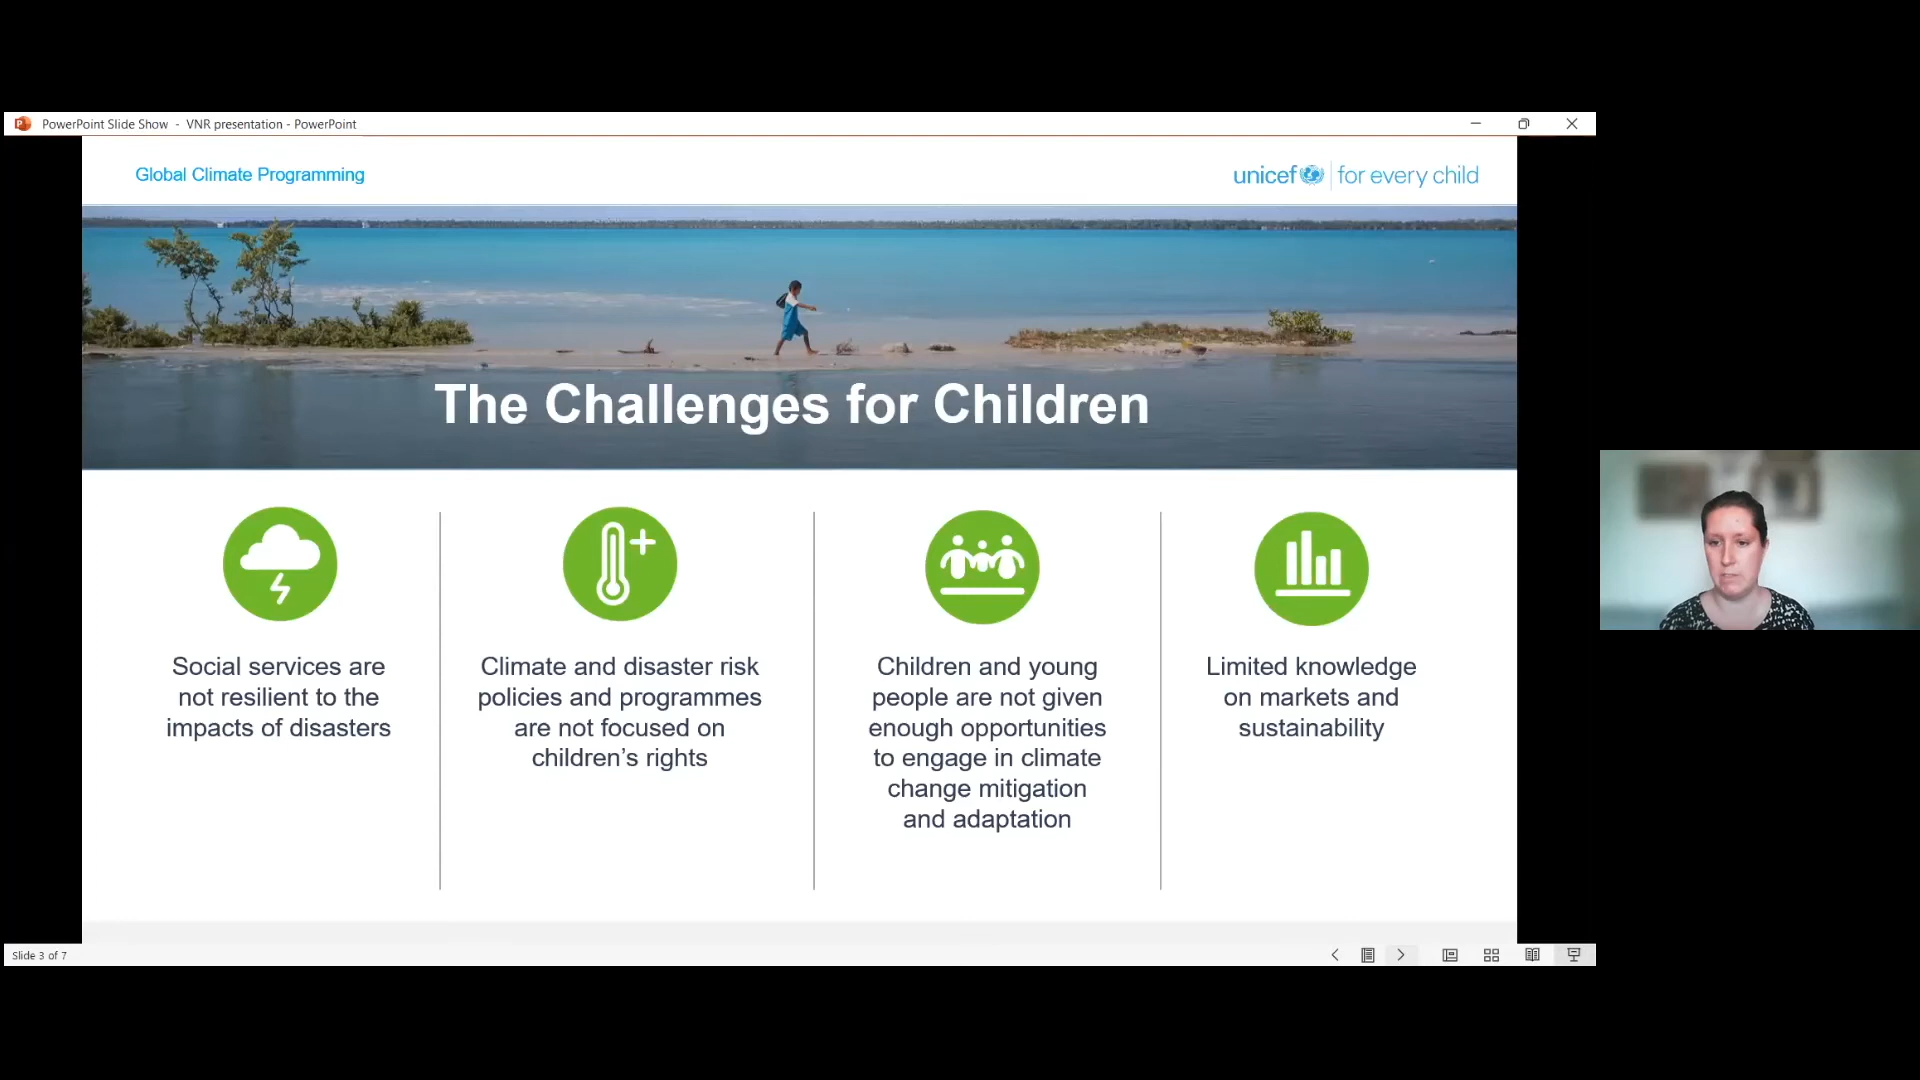 PowerPoint Slide Show - VNR presentation - PowerPoint
Global Climate Programming
unicef for every child
The Challenges for Children
Social services are
not resilient to the
impacts of disasters
Climate and disaster risk
policies and programmes
are not focused on
children’s rights
Children and young
people are not given
enough opportunities
to engage in climate
change mitigation
and adaptation
Limited knowledge
on markets and
sustainability
Slide 3 of 7